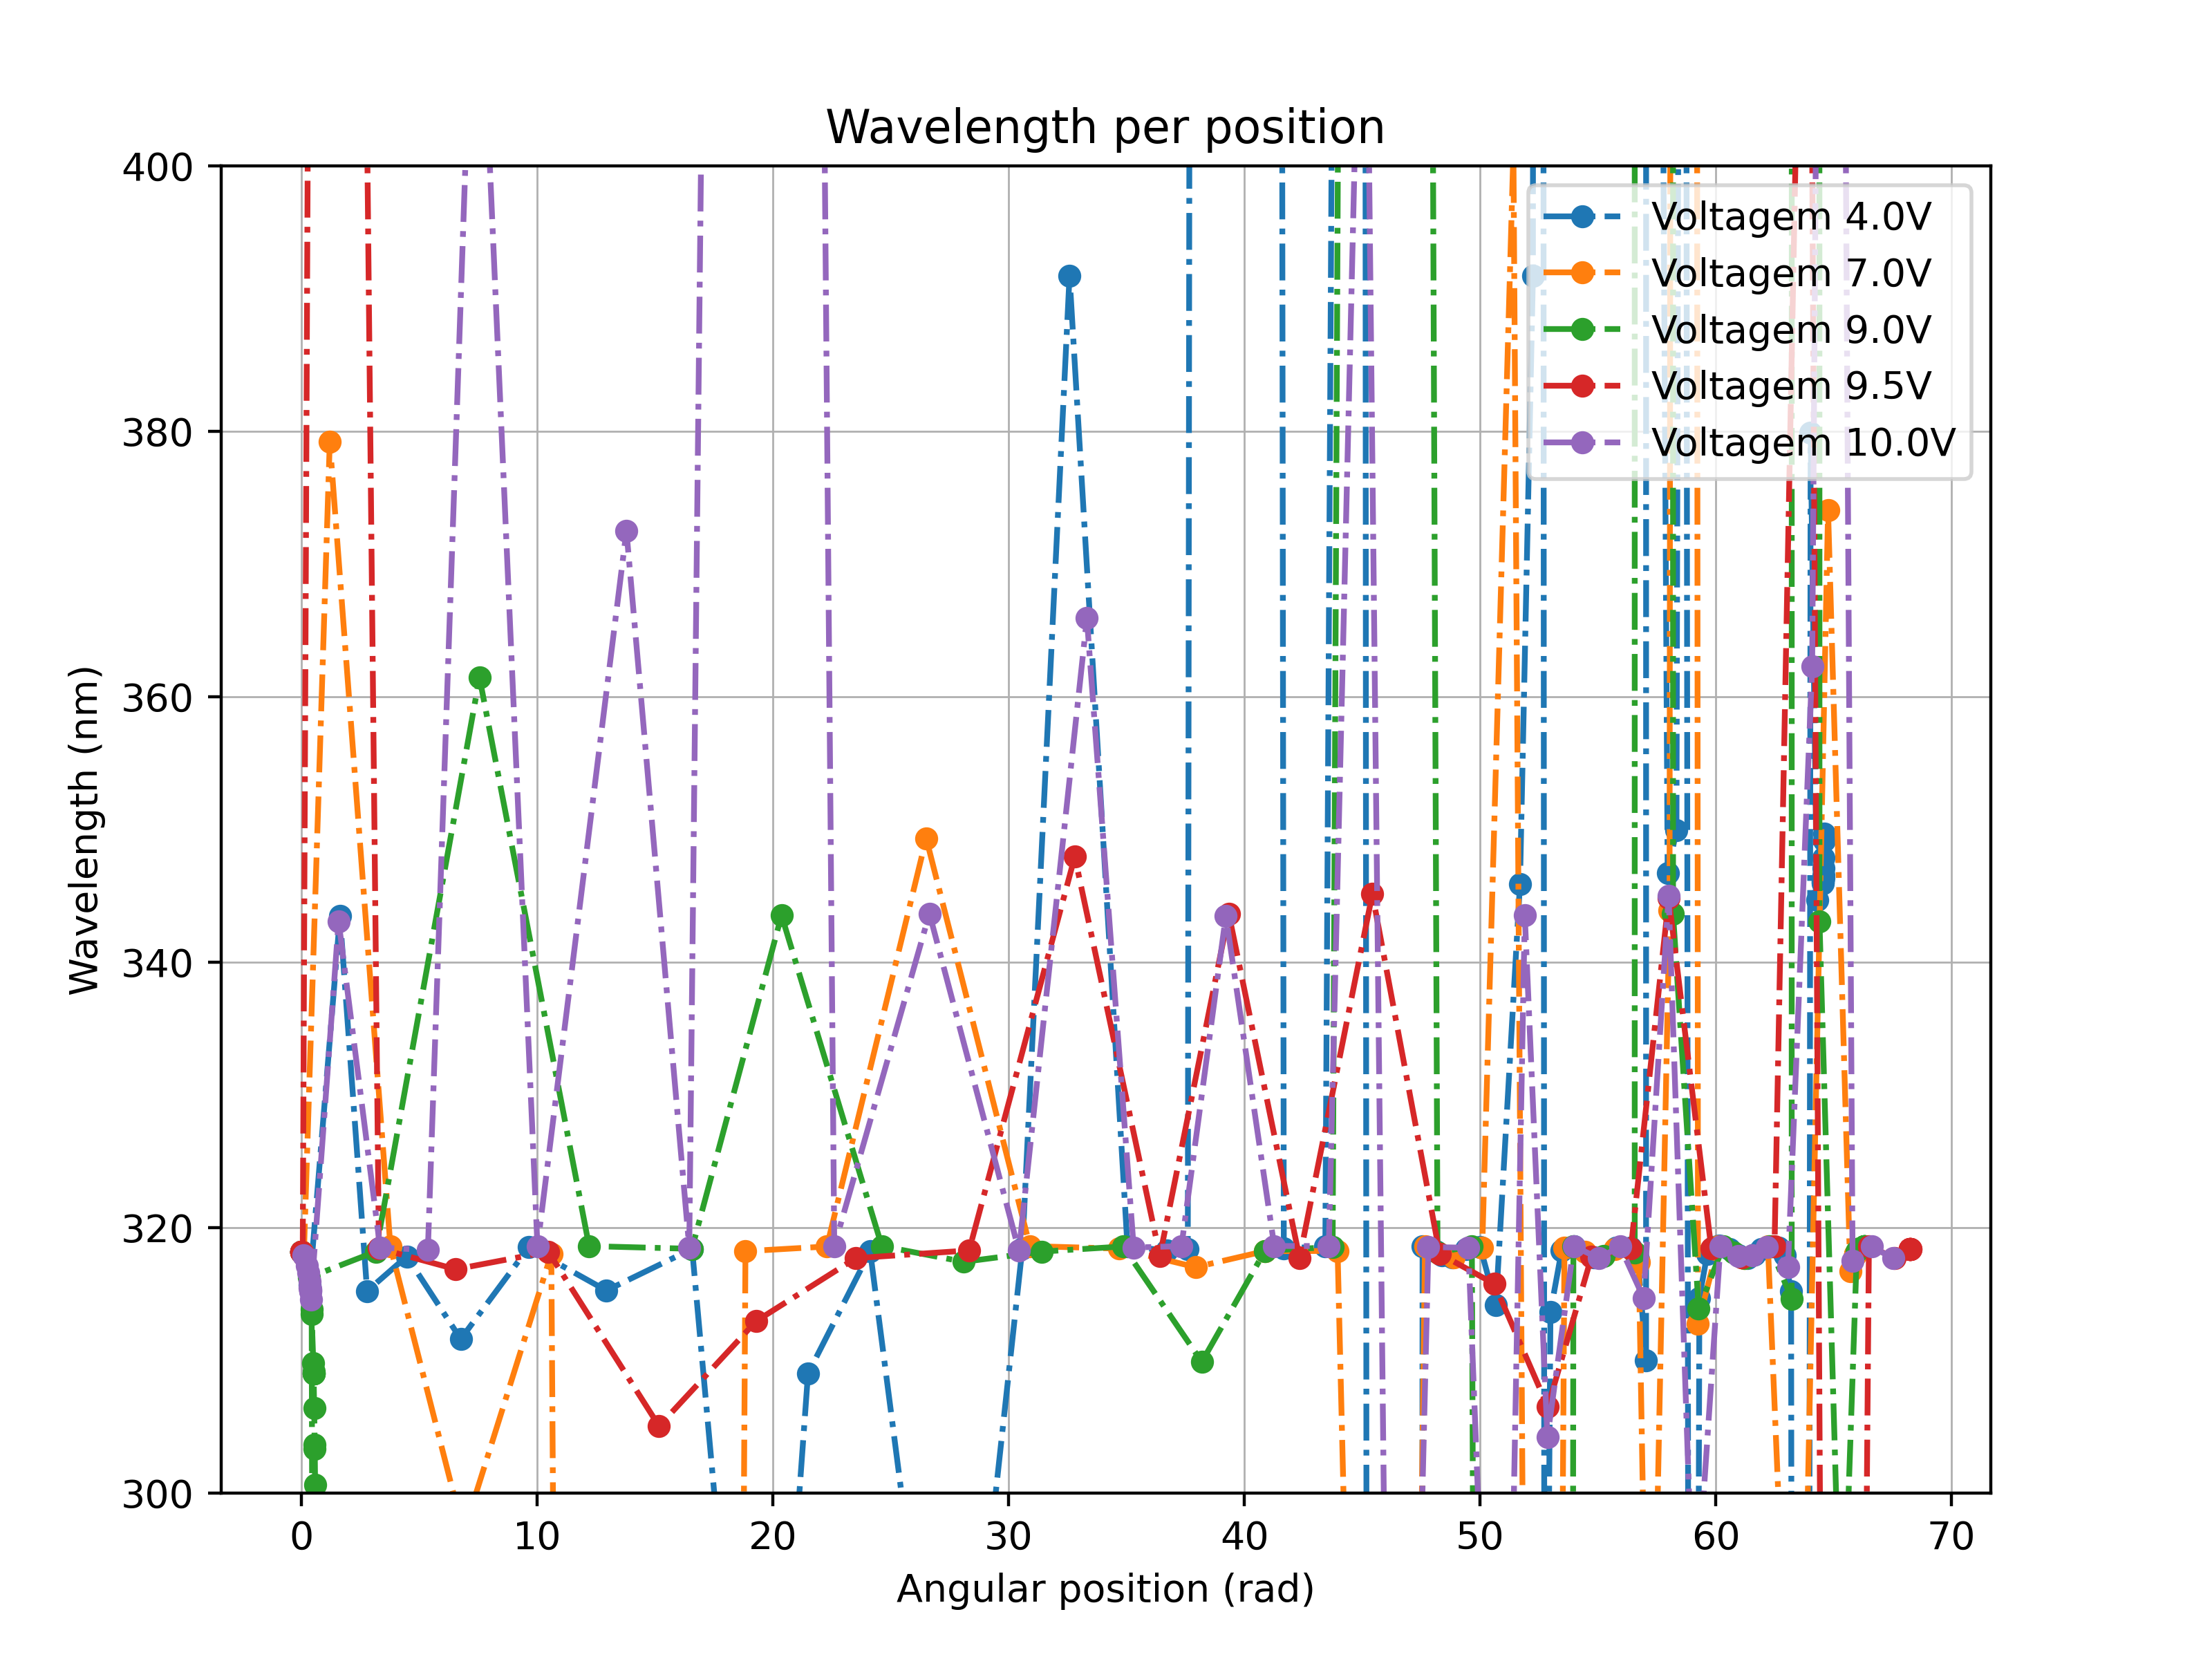 Wavelength per position
400
380
360
340
320
300
Wavelength (nm)
0 10 20 30 40 50 60 70
Angular position (rad)
Voltagem 4.0V
Voltagem 7.0V
Voltagem 9.0V
Voltagem 9.5V
Voltagem 10.0V